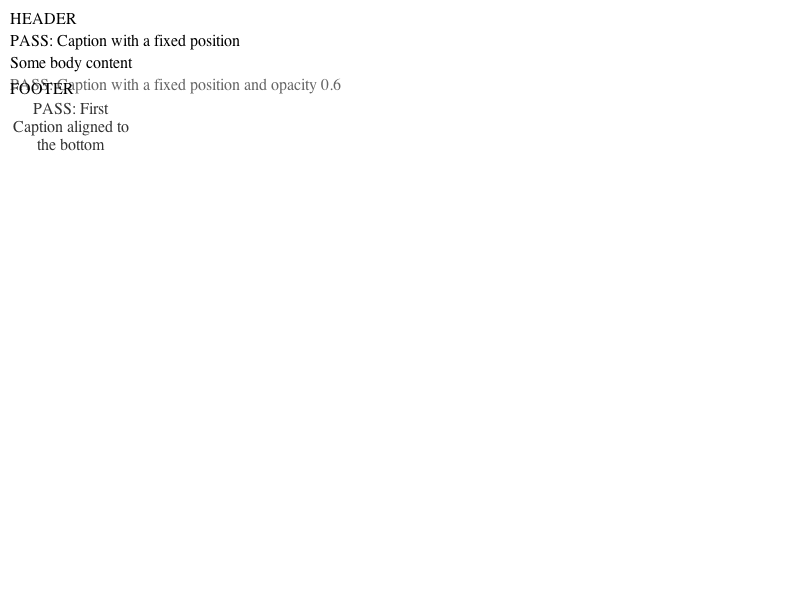 HEADER
PASS: Caption with a fixed position
Some body content
PASS: Caption with a fixed position and opacity 0.6
FOOTER
PASS: First
Caption aligned to
the bottom